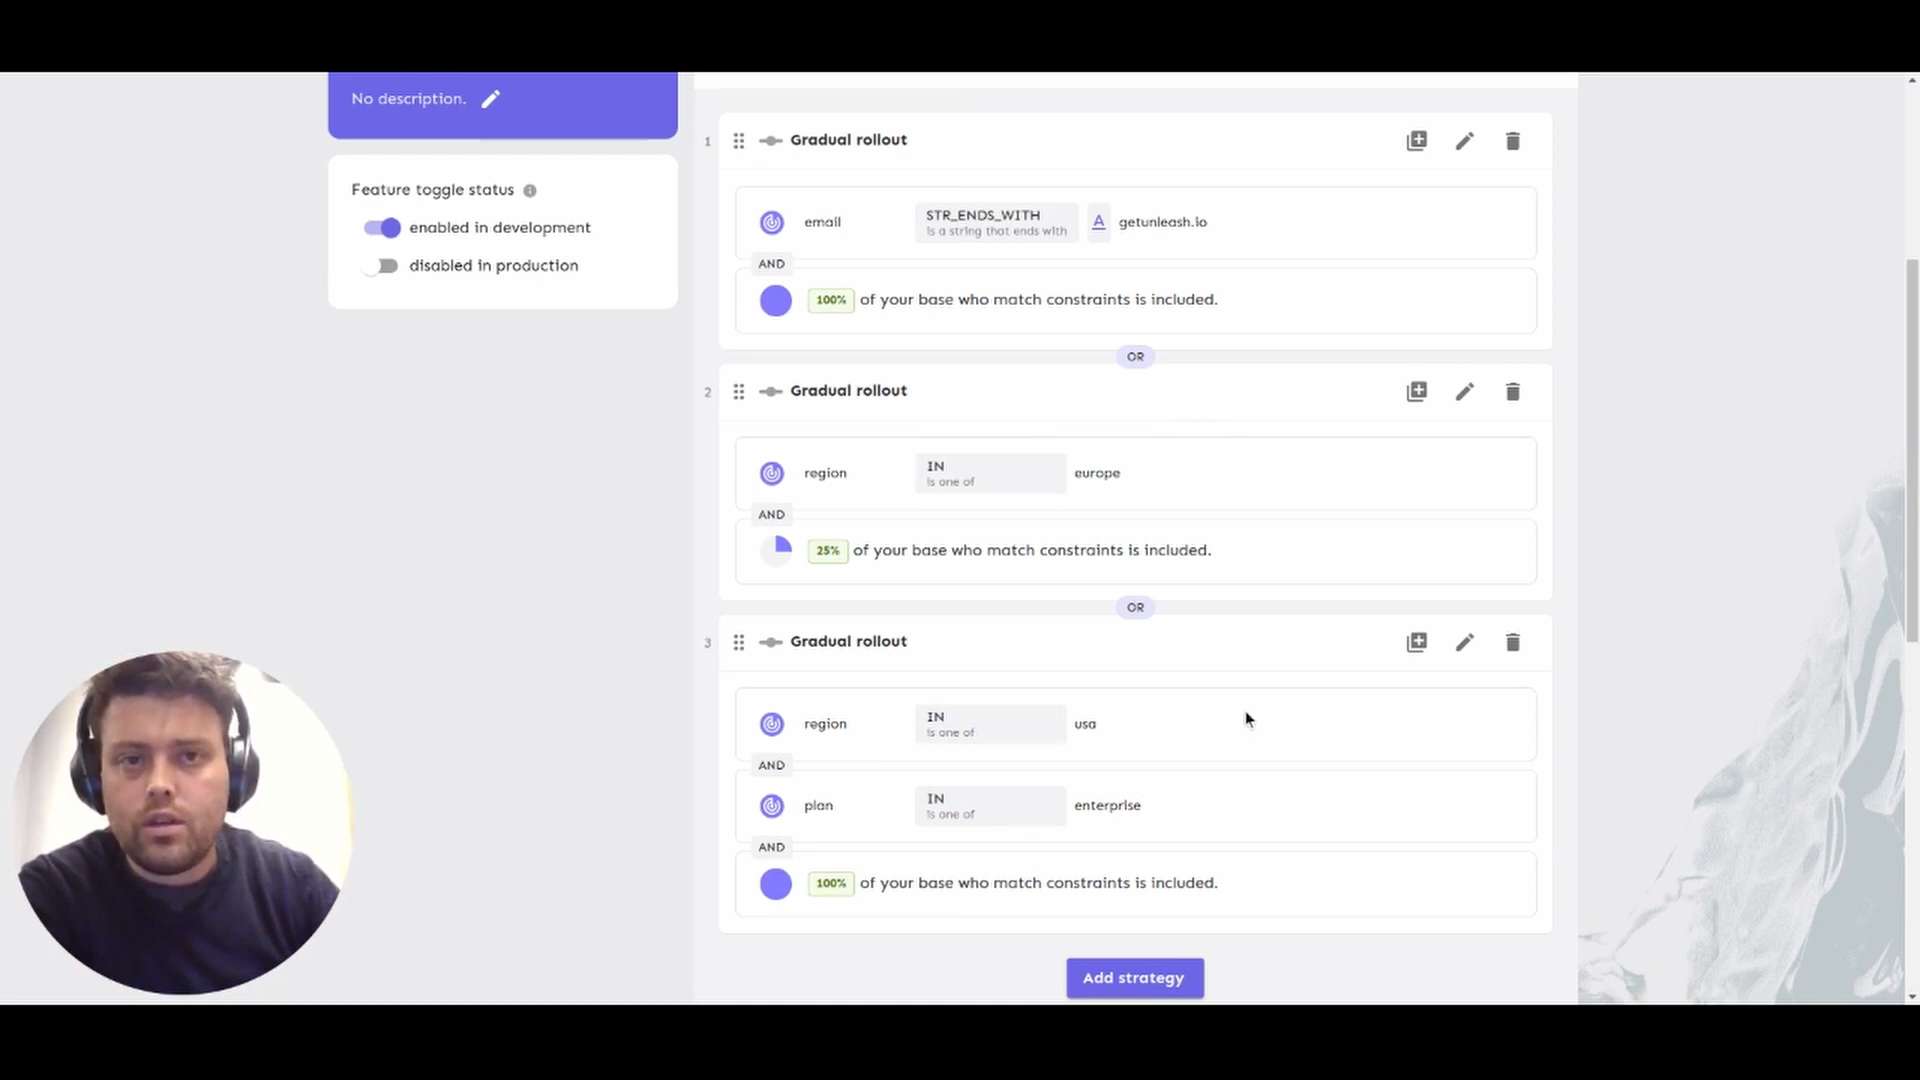 No description.
Feature toggle status
enabled in development
disabled in production
1 Gradual rollout
email STR_ENDS_WITH A getunleash.io
is a string that ends with
AND
100% of your base who match constraints is included.
OR
2 Gradual rollout
region IN europe
is one of
AND
25% of your base who match constraints is included.
OR
3 Gradual rollout
region IN usa
is one of
AND
plan IN enterprise
is one of
AND
100% of your base who match constraints is included.
Add strategy